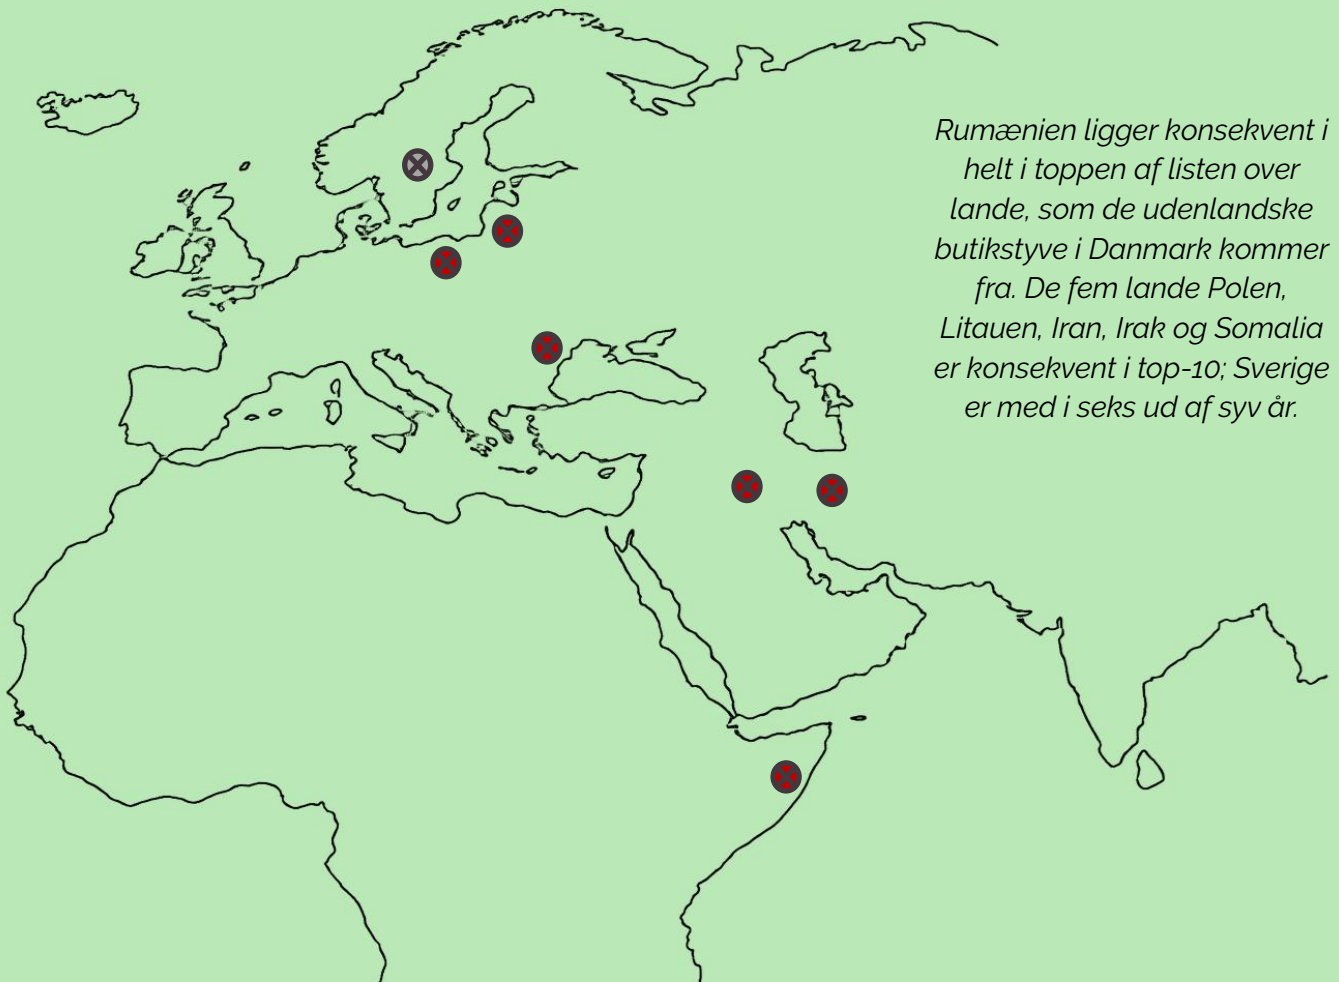 Rumænien ligger konsekvent i
helt i toppen af listen over
lande, som de udenlandske
butikstyve i Danmark kommer
fra. De fem lande Polen,
Litauen, Iran, Irak og Somalia
er konsekvent i top-10; Sverige
er med i seks ud af syv år.